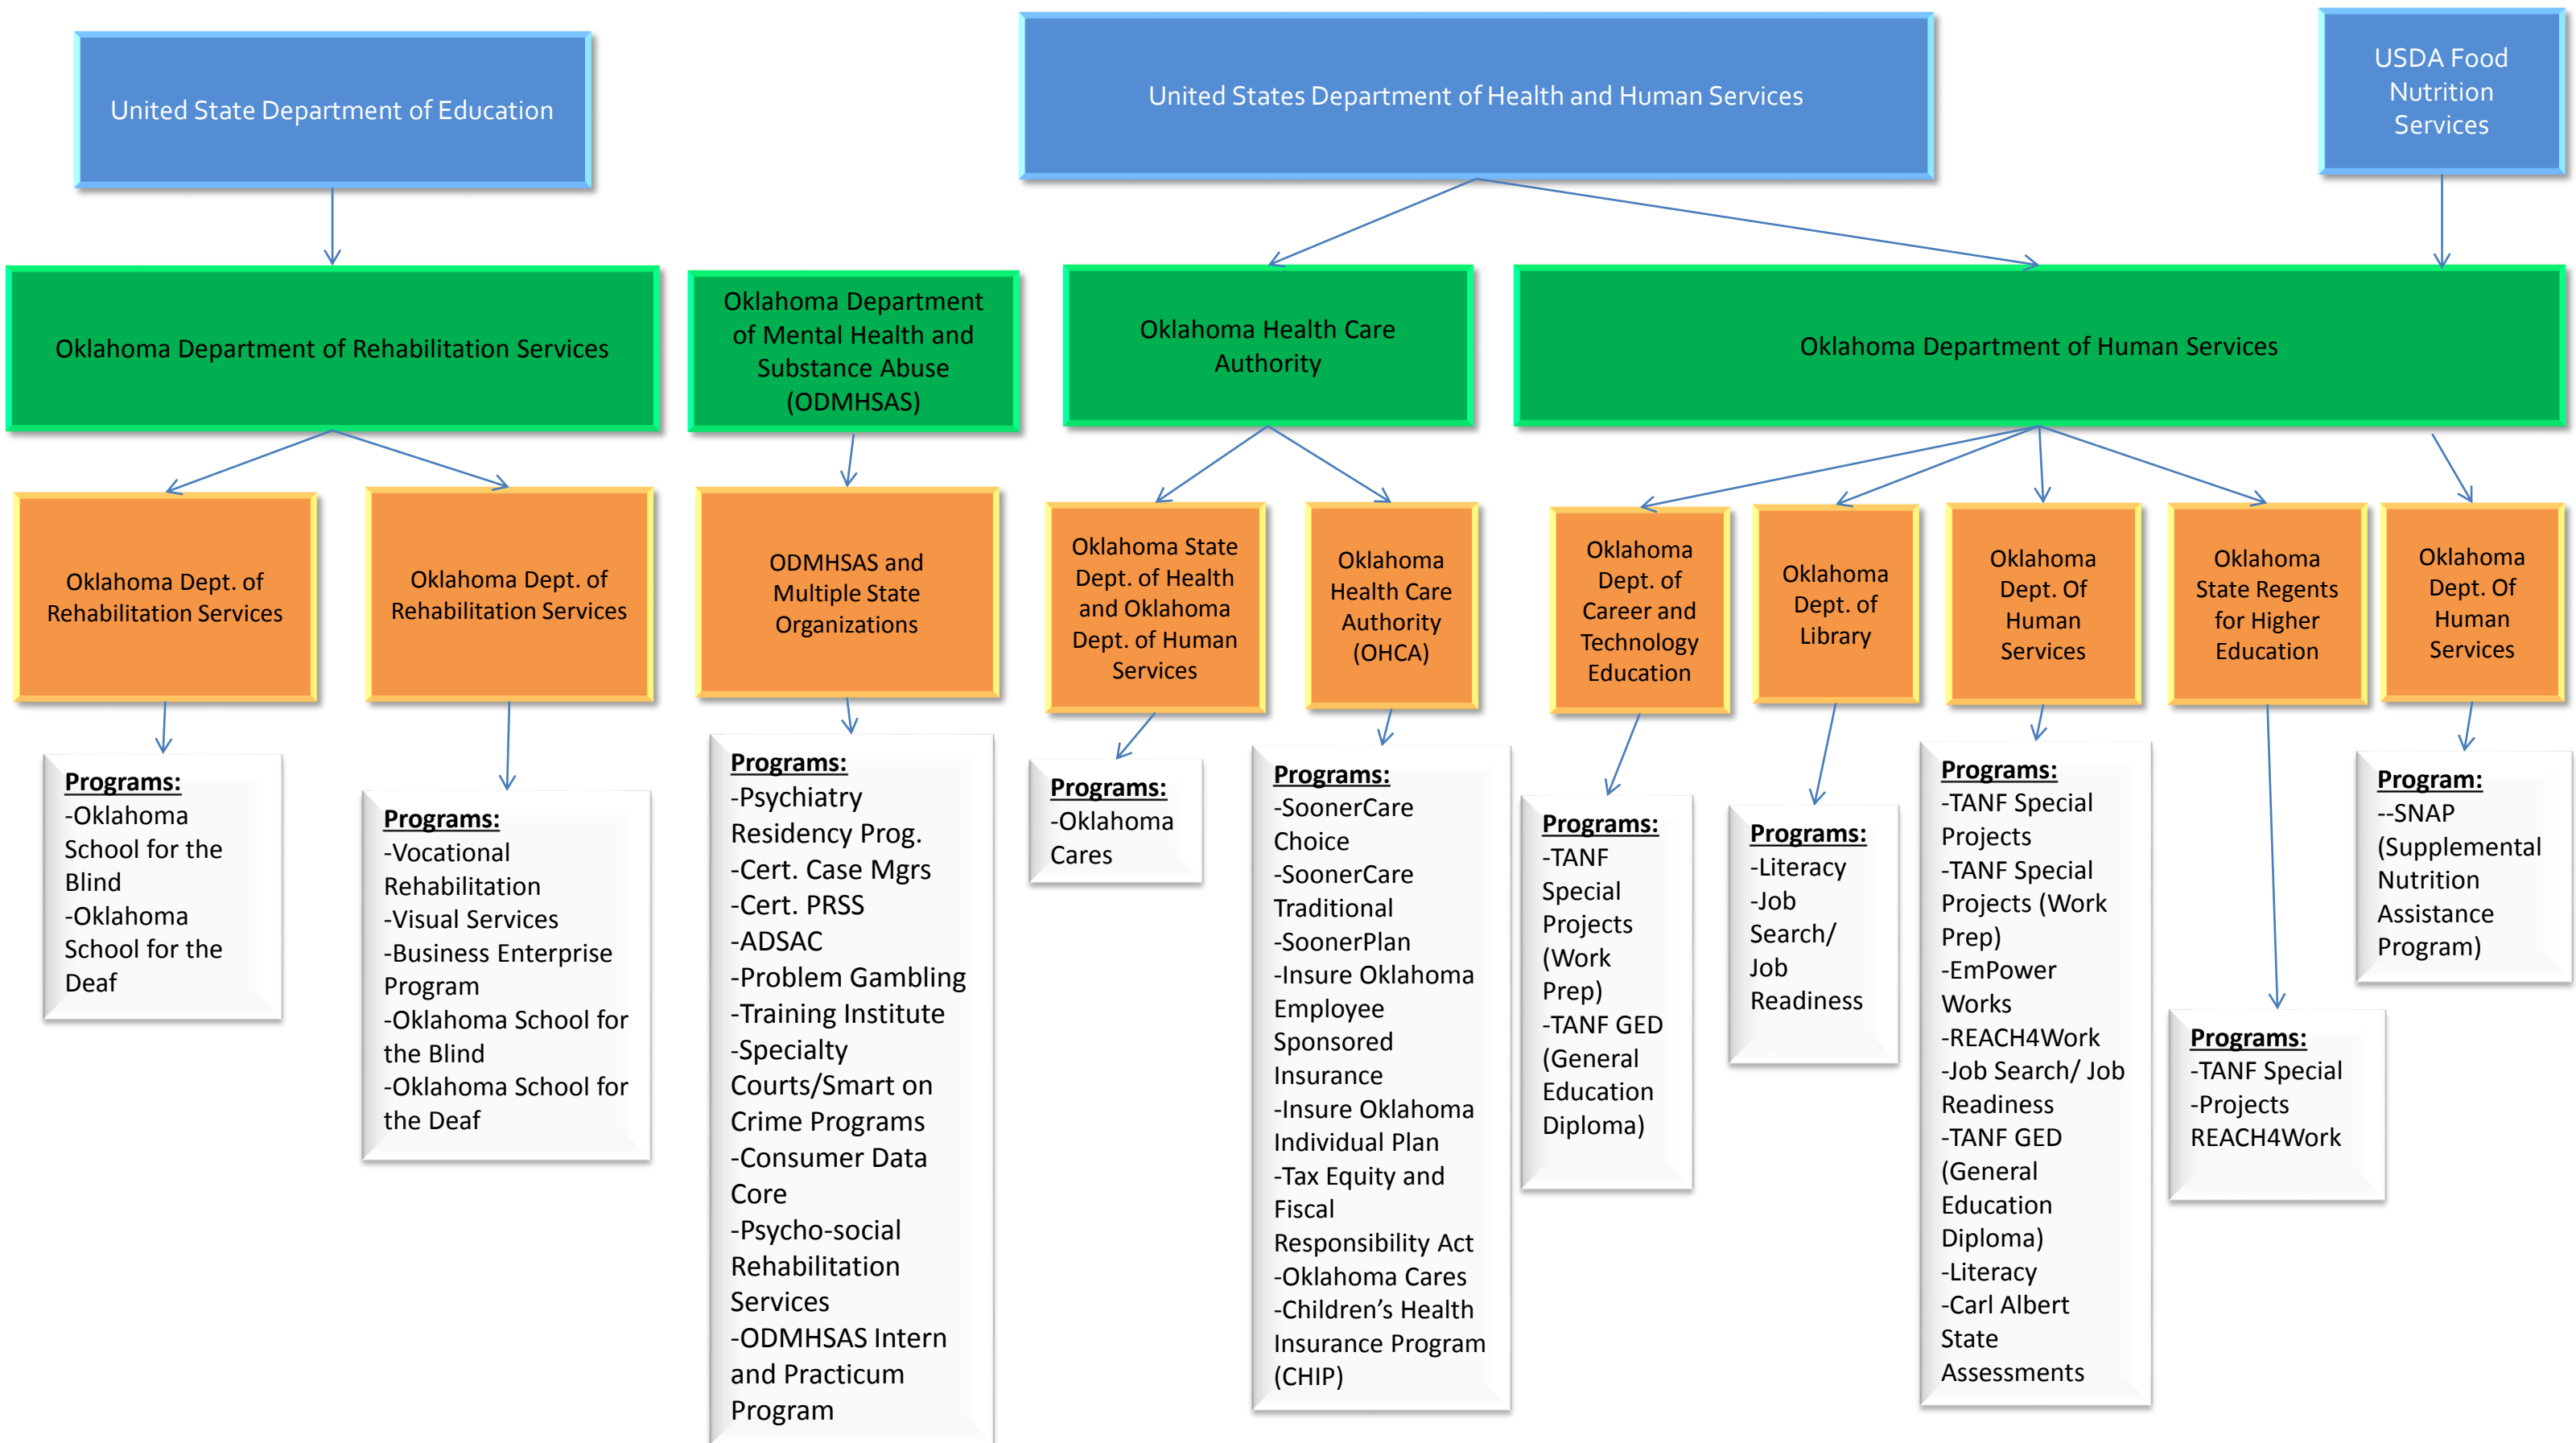 United State Department of Education
United States Department of Health and Human Services
USDA Food
Nutrition
Services
Oklahoma Department of Rehabilitation Services
Oklahoma Department
of Mental Health and
Substance Abuse
(ODMHSAS)
Oklahoma Health Care
Authority
Oklahoma Department of Human Services
Oklahoma Dept. of
Rehabilitation Services
Oklahoma Dept. of
Rehabilitation Services
ODMHSAS and
Multiple State
Organizations
Oklahoma State
Dept. of Health
and Oklahoma
Dept. of Human
Services
Oklahoma
Health Care
Authority
(OHCA)
Oklahoma
Dept. of
Career and
Technology
Education
Oklahoma
Dept. of
Library
Oklahoma
Dept. Of
Human
Services
Oklahoma
State Regents
for Higher
Education
Oklahoma
Dept. Of
Human
Services
Programs:
-Oklahoma
School for the
Blind
-Oklahoma
School for the
Deaf
Programs:
-Vocational
Rehabilitation
-Visual Services
-Business Enterprise
Program
-Oklahoma School for
the Blind
-Oklahoma School for
the Deaf
Programs:
-Psychiatry
Residency Prog.
-Cert. Case Mgrs
-Cert. PRSS
-ADSAC
-Problem Gambling
-Training Institute
-Specialty
Courts/Smart on
Crime Programs
-Consumer Data
Core
-Psycho-social
Rehabilitation
Services
-ODMHSAS Intern
and Practicum
Program
Programs:
-Oklahoma
Cares
Programs:
-SoonerCare
Choice
-SoonerCare
Traditional
-SoonerPlan
-Insure Oklahoma
Employee
Sponsored
Insurance
-Insure Oklahoma
Individual Plan
-Tax Equity and
Fiscal
Responsibility Act
-Oklahoma Cares
-Children’s Health
Insurance Program
(CHIP)
Programs:
-TANF
Special
Projects
(Work
Prep)
-TANF GED
(General
Education
Diploma)
Programs:
-Literacy
-Job
Search/
Job
Readiness
Programs:
-TANF Special
Projects
-TANF Special
Projects (Work
Prep)
-EmPower
Works
-REACH4Work
-Job Search/ Job
Readiness
-TANF GED
(General
Education
Diploma)
-Literacy
-Carl Albert
State
Assessments
Programs:
-TANF Special
-Projects
REACH4Work
Program:
--SNAP
(Supplemental
Nutrition
Assistance
Program)